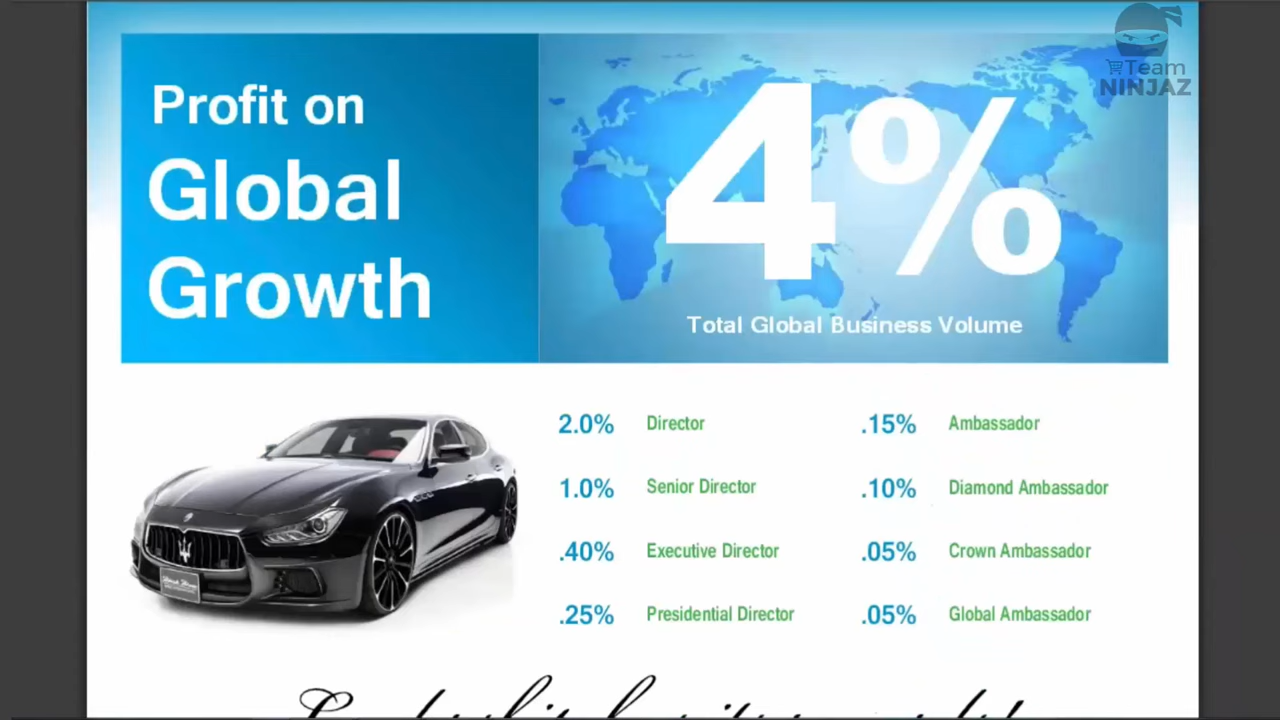 Profit on
Global
Growth
4%
Total Global Business Volume
Team
NINJAZ
2.0% Director
1.0% Senior Director
.40% Executive Director
.25% Presidential Director
.15% Ambassador
.10% Diamond Ambassador
.05% Crown Ambassador
.05% Global Ambassador